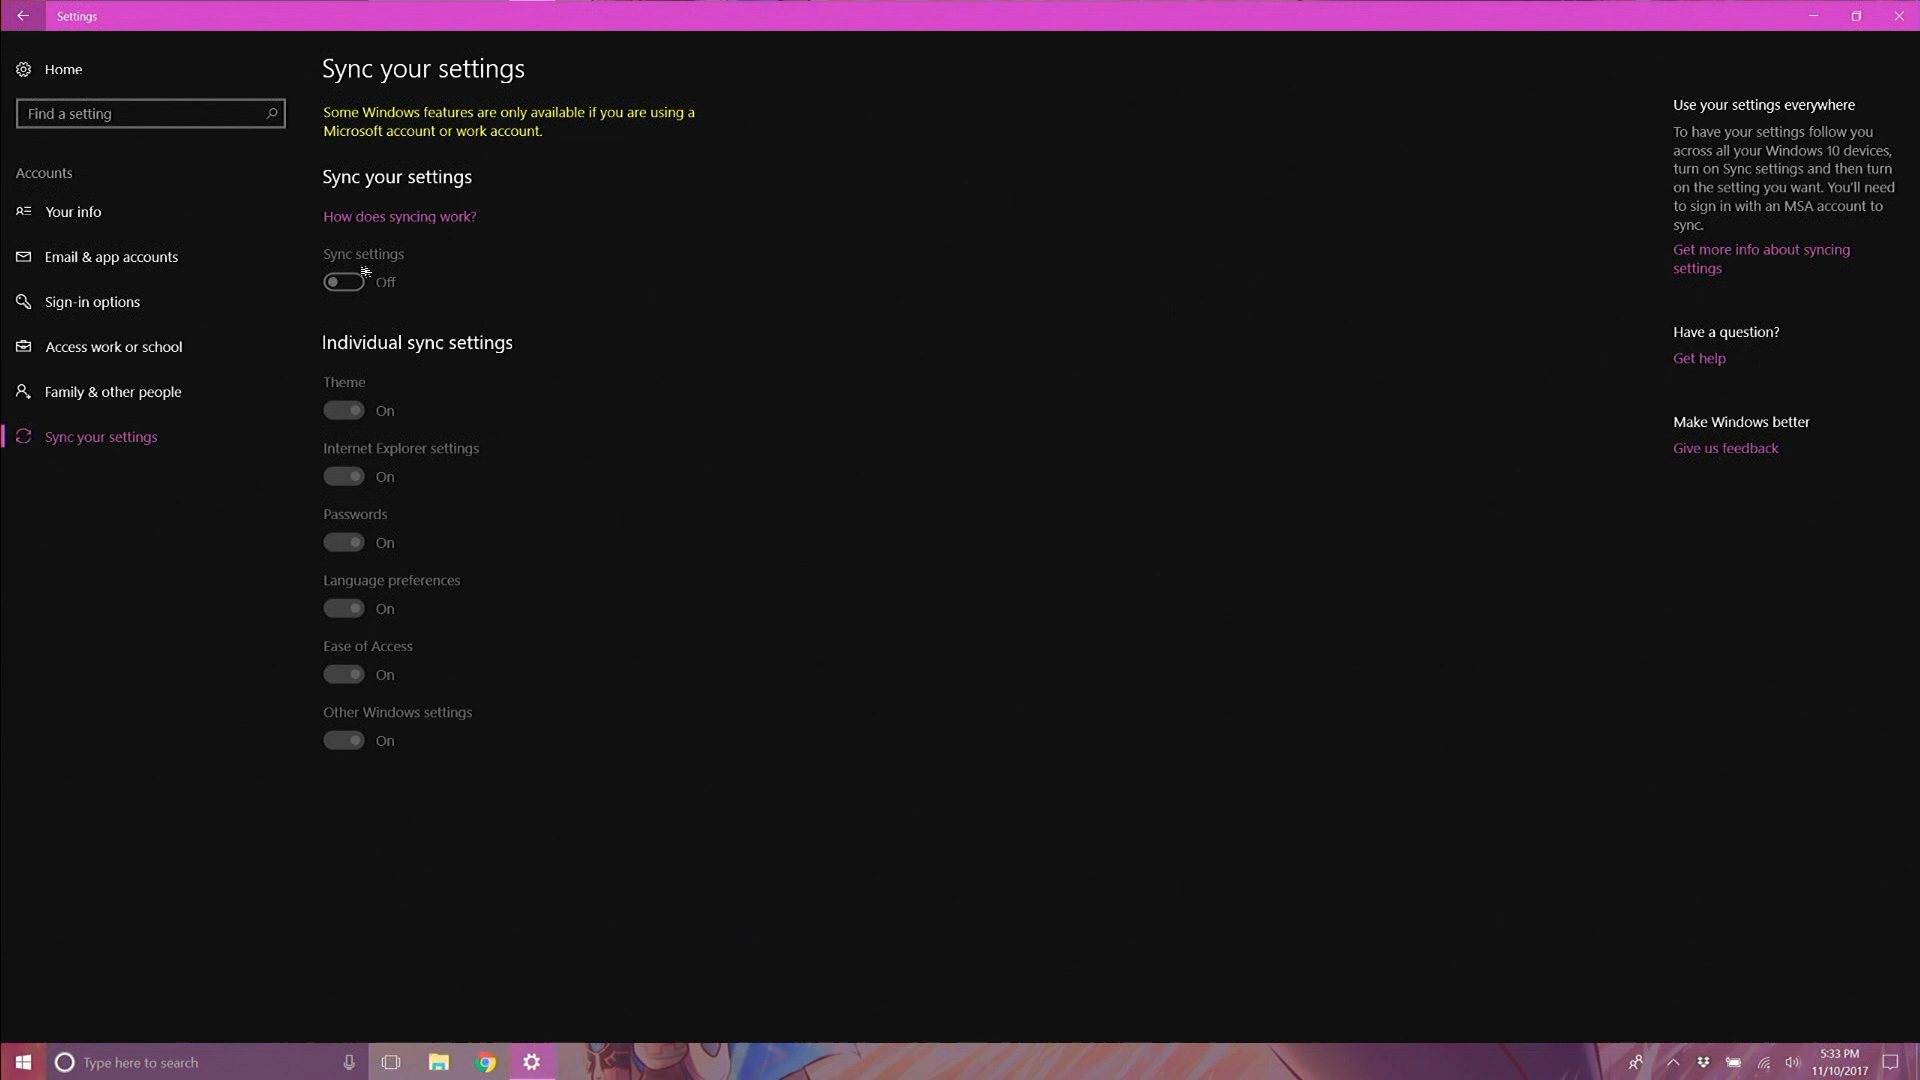 Settings
Home
Find a setting
Accounts
Your info
Email & app accounts
Sign-in options
Access work or school
Family & other people
Sync your settings
Sync your settings
Some Windows features are only available if you are using a
Microsoft account or work account.
Sync your settings
How does syncing work?
Sync settings
Off
Individual sync settings
Theme
On
Internet Explorer settings
On
Passwords
On
Language preferences
On
Ease of Access
On
Other Windows settings
On
Use your settings everywhere
To have your settings follow you
across all your Windows 10 devices,
turn on Sync settings and then turn
on the setting you want. You'll need
to sign in with an MSA account to
sync.
Get more info about syncing
settings
Have a question?
Get help
Make Windows better
Give us feedback
Type here to search
5:33 PM
11/10/2017